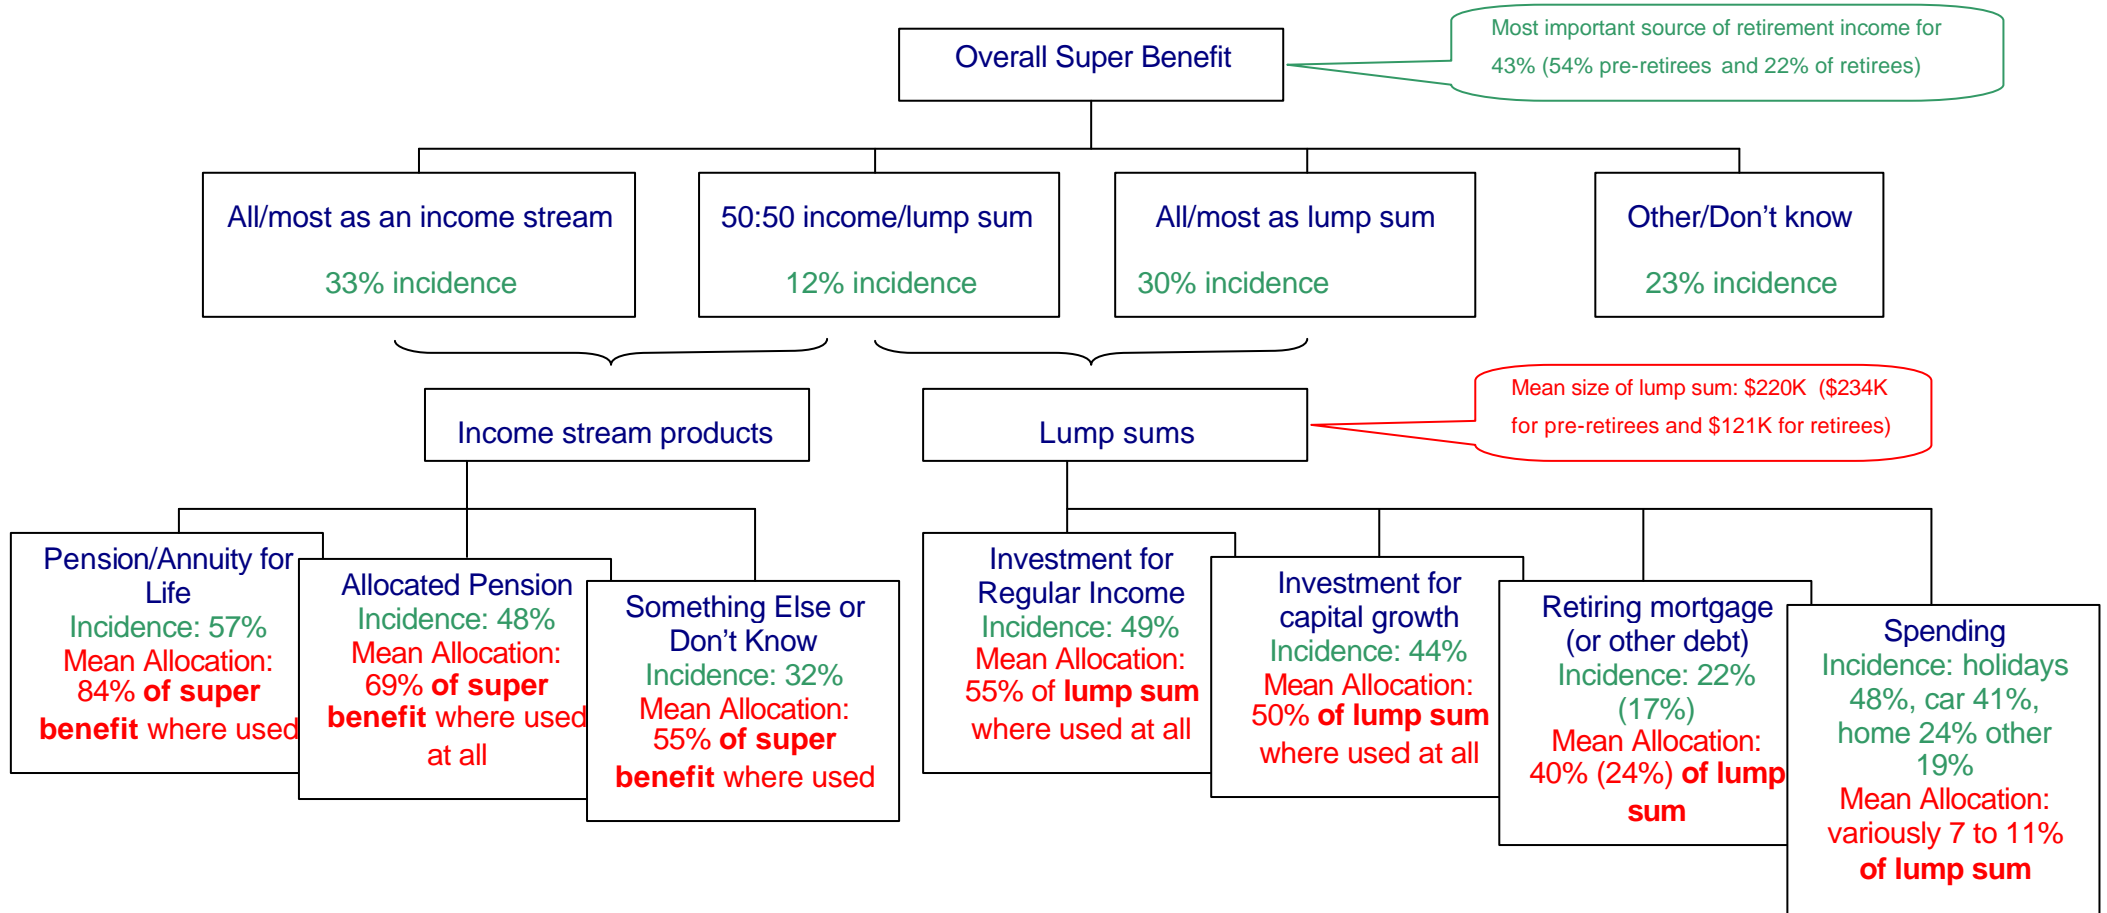 Most important source of retirement income for
43% (54% pre-retirees and 22% of retirees)
Overall Super Benefit
All/most as an income stream
33% incidence
50:50 income/lump sum
12% incidence
All/most as lump sum
30% incidence
Other/Don't know
23% incidence
Mean size of lump sum: $220K ($234K
for pre-retirees and $121K for retirees)
Income stream products
Lump sums
Pension/Annuity for
Life
Incidence: 57%
Mean Allocation:
84% of super
benefit where used
Allocated Pension
Incidence: 48%
Mean Allocation:
69% of super
benefit where used
at all
Something Else or
Don't Know
Incidence: 32%
Mean Allocation:
55% of super
benefit where used
Investment for
Regular Income
Incidence: 49%
Mean Allocation:
55% of lump sum
where used at all
Investment for
capital growth
Incidence: 44%
Mean Allocation:
50% of lump sum
where used at all
Retiring mortgage
(or other debt)
Incidence: 22%
(17%)
Mean Allocation:
40% (24%) of lump
sum
Spending
Incidence: holidays
48%, car 41%,
home 24% other
19%
Mean Allocation:
variously 7 to 11%
of lump sum